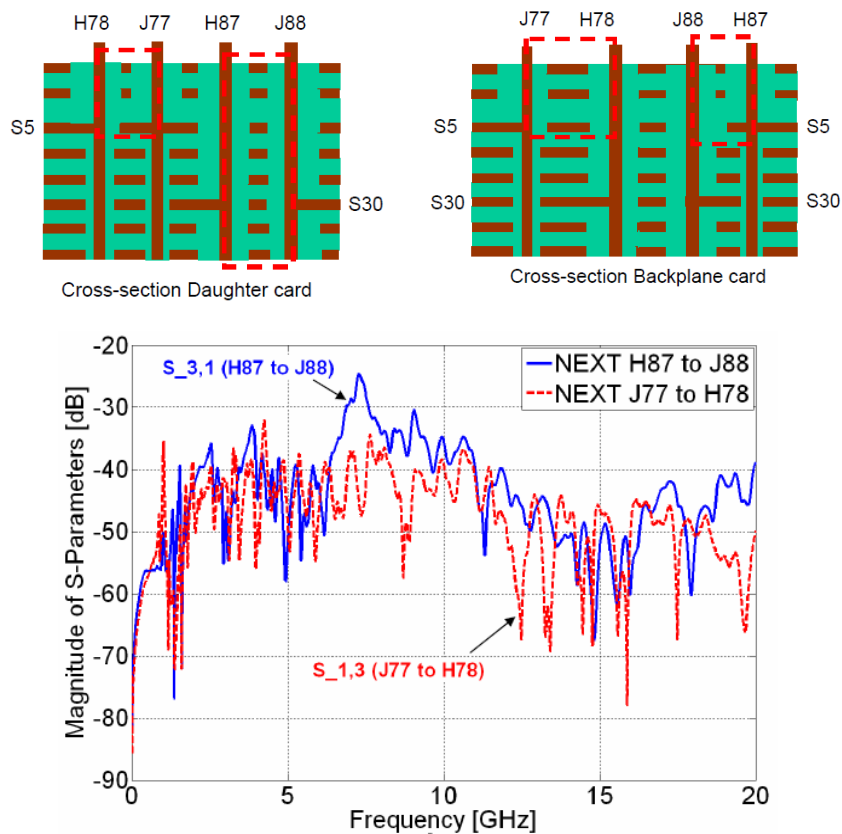 H78 J77 H87 J88
S5
S30
Cross-section Daughter card
J77 H78 J88 H87
S5 S5
S30 S30
Cross-section Backplane card
-20
-30
-40
-50
-60
-70
-80
-90
Magnitude of S-Parameters [dB]
S_3,1 (H87 to J88)
NEXT H87 to J88
NEXT J77 to H78
S_1,3 (J77 to H78)
0 5 10 15 20
Frequency [GHz]